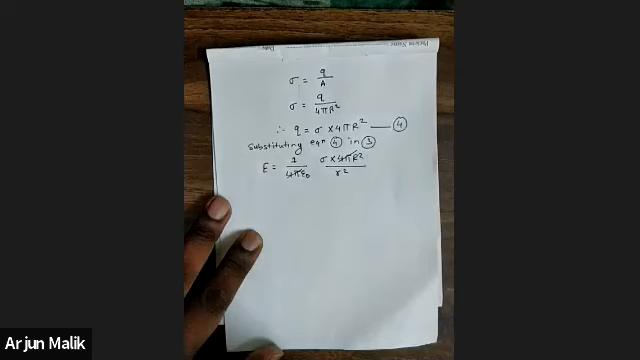 σ = q/A
σ = q/4πR²
∴ q = σ × 4πR² —— ④
Substituting eqn ④ in ③
E = 1/4πε₀ σ × 4πR²/r²
Arjun Malik